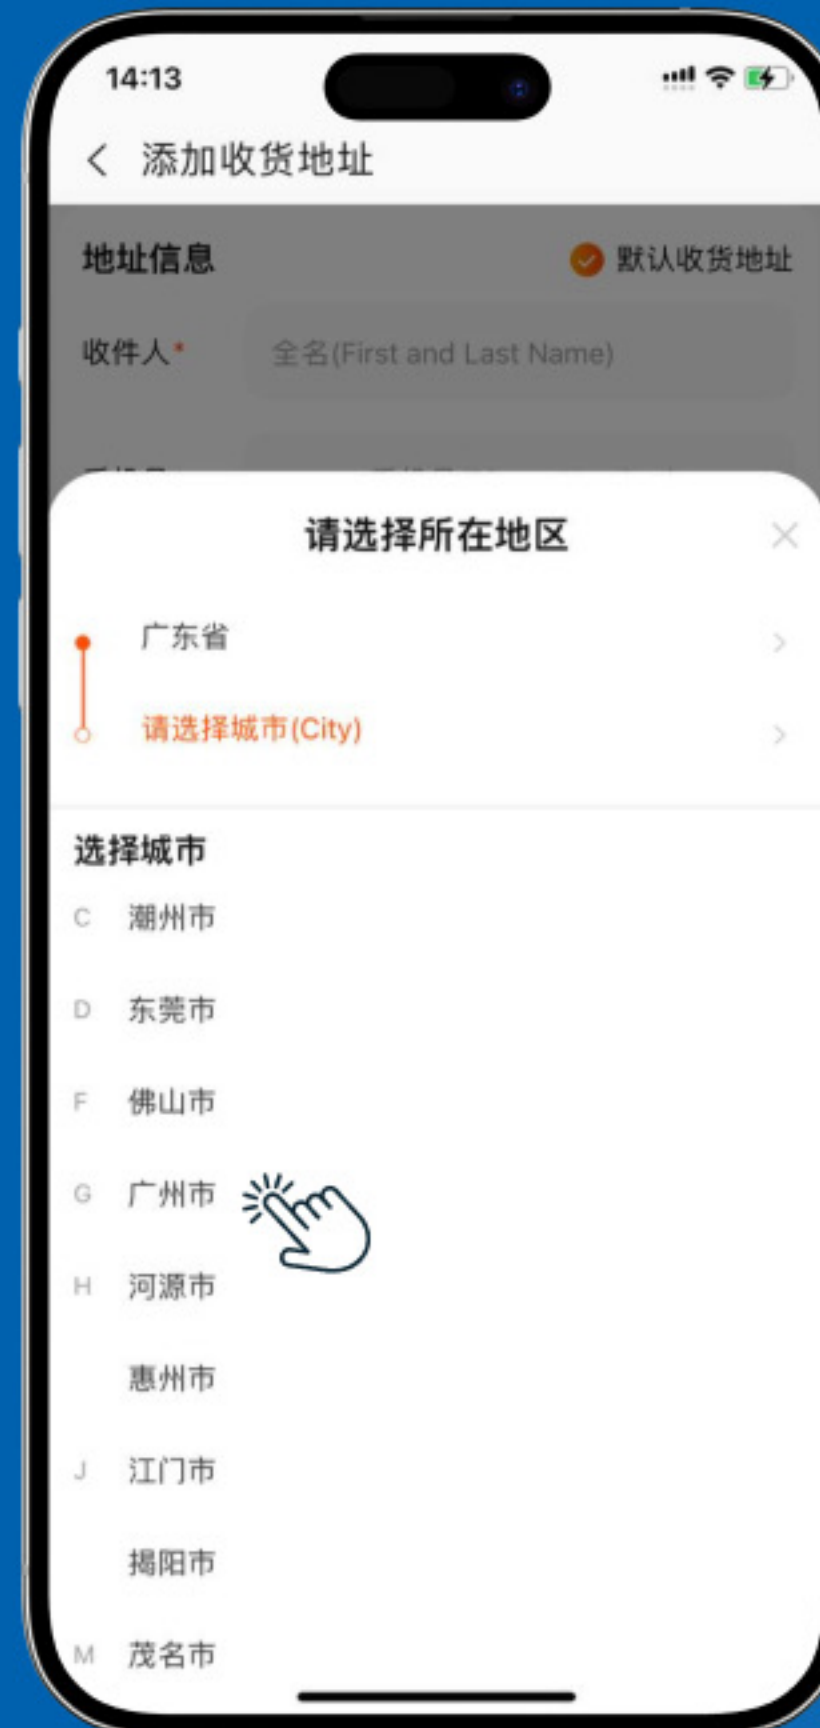 14:13
添加收货地址
地址信息
默认收货地址
收件人*
全名(First and Last Name)
请选择所在地区
广东省
请选择城市(City)
选择城市
C 潮州市
D 东莞市
F 佛山市
G 广州市
H 河源市
惠州市
J 江门市
揭阳市
M 茂名市